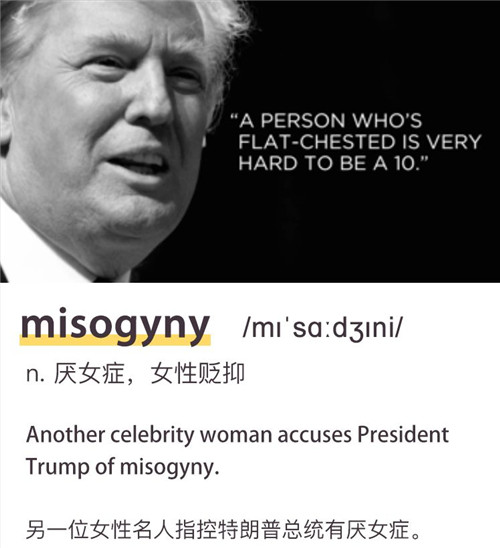 “A PERSON WHO’S
FLAT-CHESTED IS VERY
HARD TO BE A 10.”
misogyny /mɪˈsɑːdʒɪni/
n. 厌女症，女性贬抑
Another celebrity woman accuses President
Trump of misogyny.
另一位女性名人指控特朗普总统有厌女症。